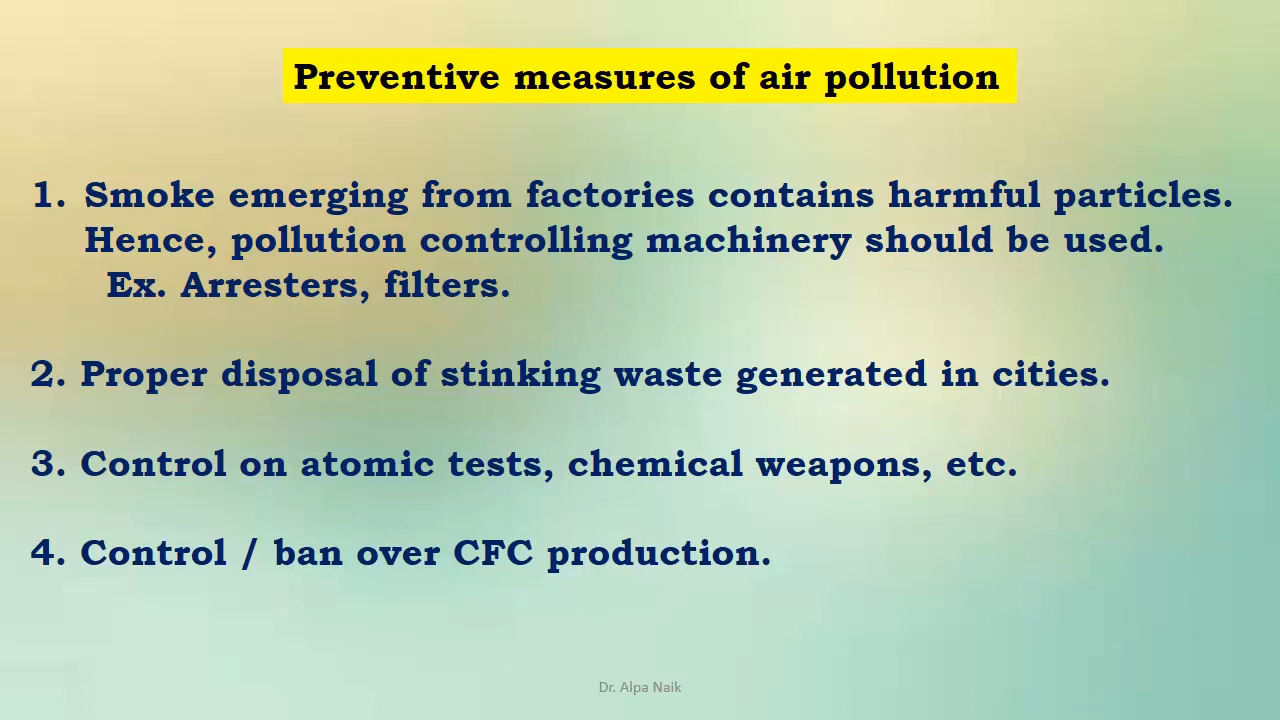 Preventive measures of air pollution
1. Smoke emerging from factories contains harmful particles.
Hence, pollution controlling machinery should be used.
Ex. Arresters, filters.
2. Proper disposal of stinking waste generated in cities.
3. Control on atomic tests, chemical weapons, etc.
4. Control / ban over CFC production.
Dr. Alpa Naik